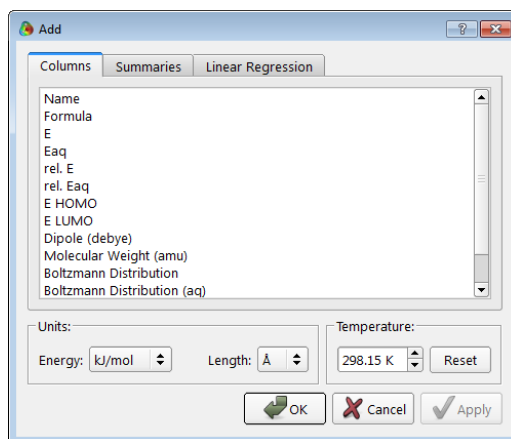 Add
Columns Summaries Linear Regression
Name
Formula
E
Eaq
rel. E
rel. Eaq
E HOMO
E LUMO
Dipole (debye)
Molecular Weight (amu)
Boltzmann Distribution
Boltzmann Distribution (aq)
Units: Temperature:
Energy: kJ/mol Length: Å 298.15 K Reset
OK Cancel Apply